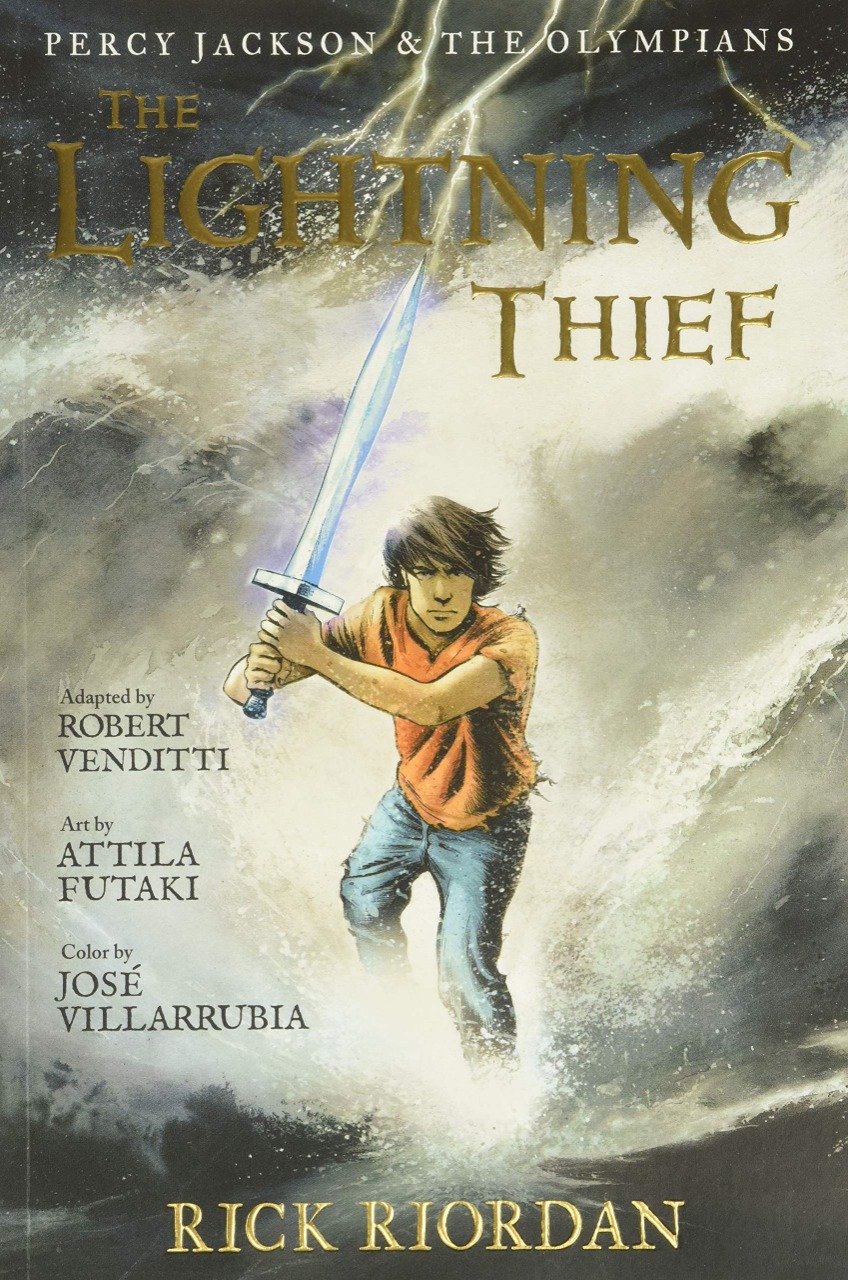 PERCY JACKSON & THE OLYMPIANS
THE
LIGHTNING
THIEF
Adapted by
ROBERT
VENDITTI
Art by
ATTILA
FUTAKI
Color by
JOSÉ
VILLARRUBIA
RICK RIORDAN